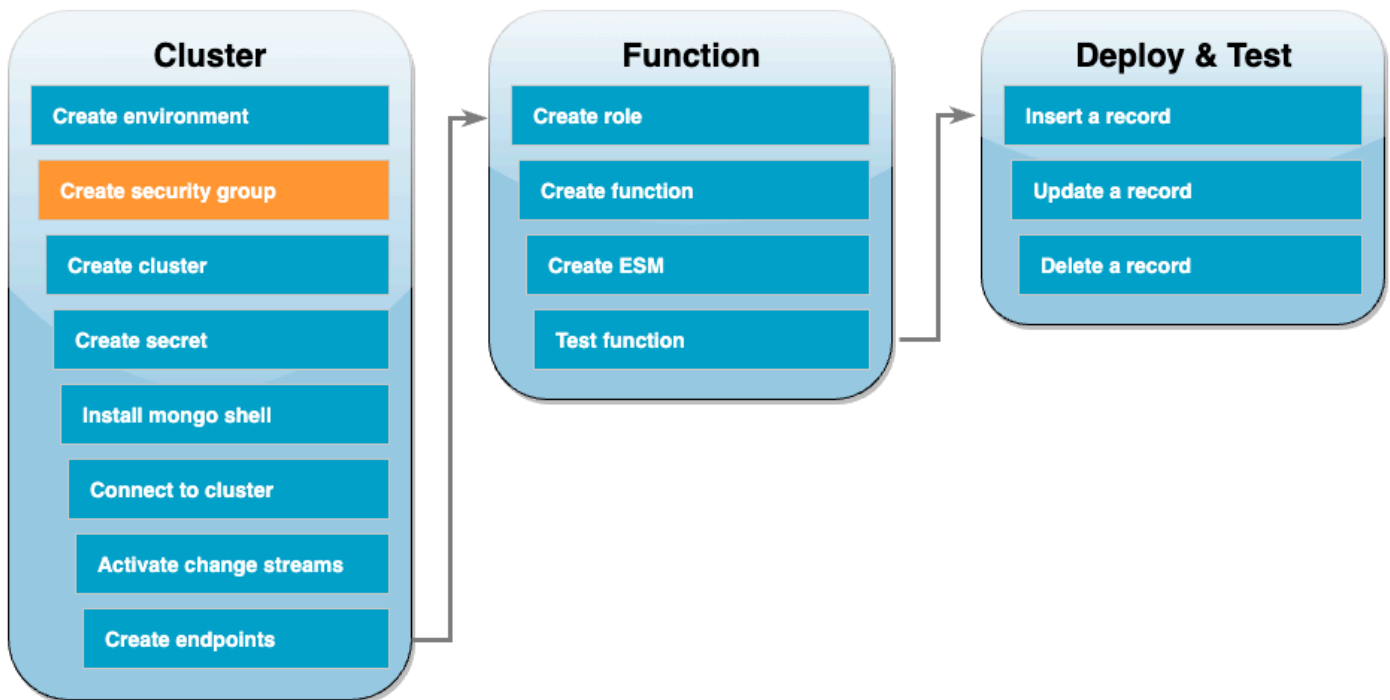 Cluster
Create environment
Create security group
Create cluster
Create secret
Install mongo shell
Connect to cluster
Activate change streams
Create endpoints
Function
Create role
Create function
Create ESM
Test function
Deploy & Test
Insert a record
Update a record
Delete a record